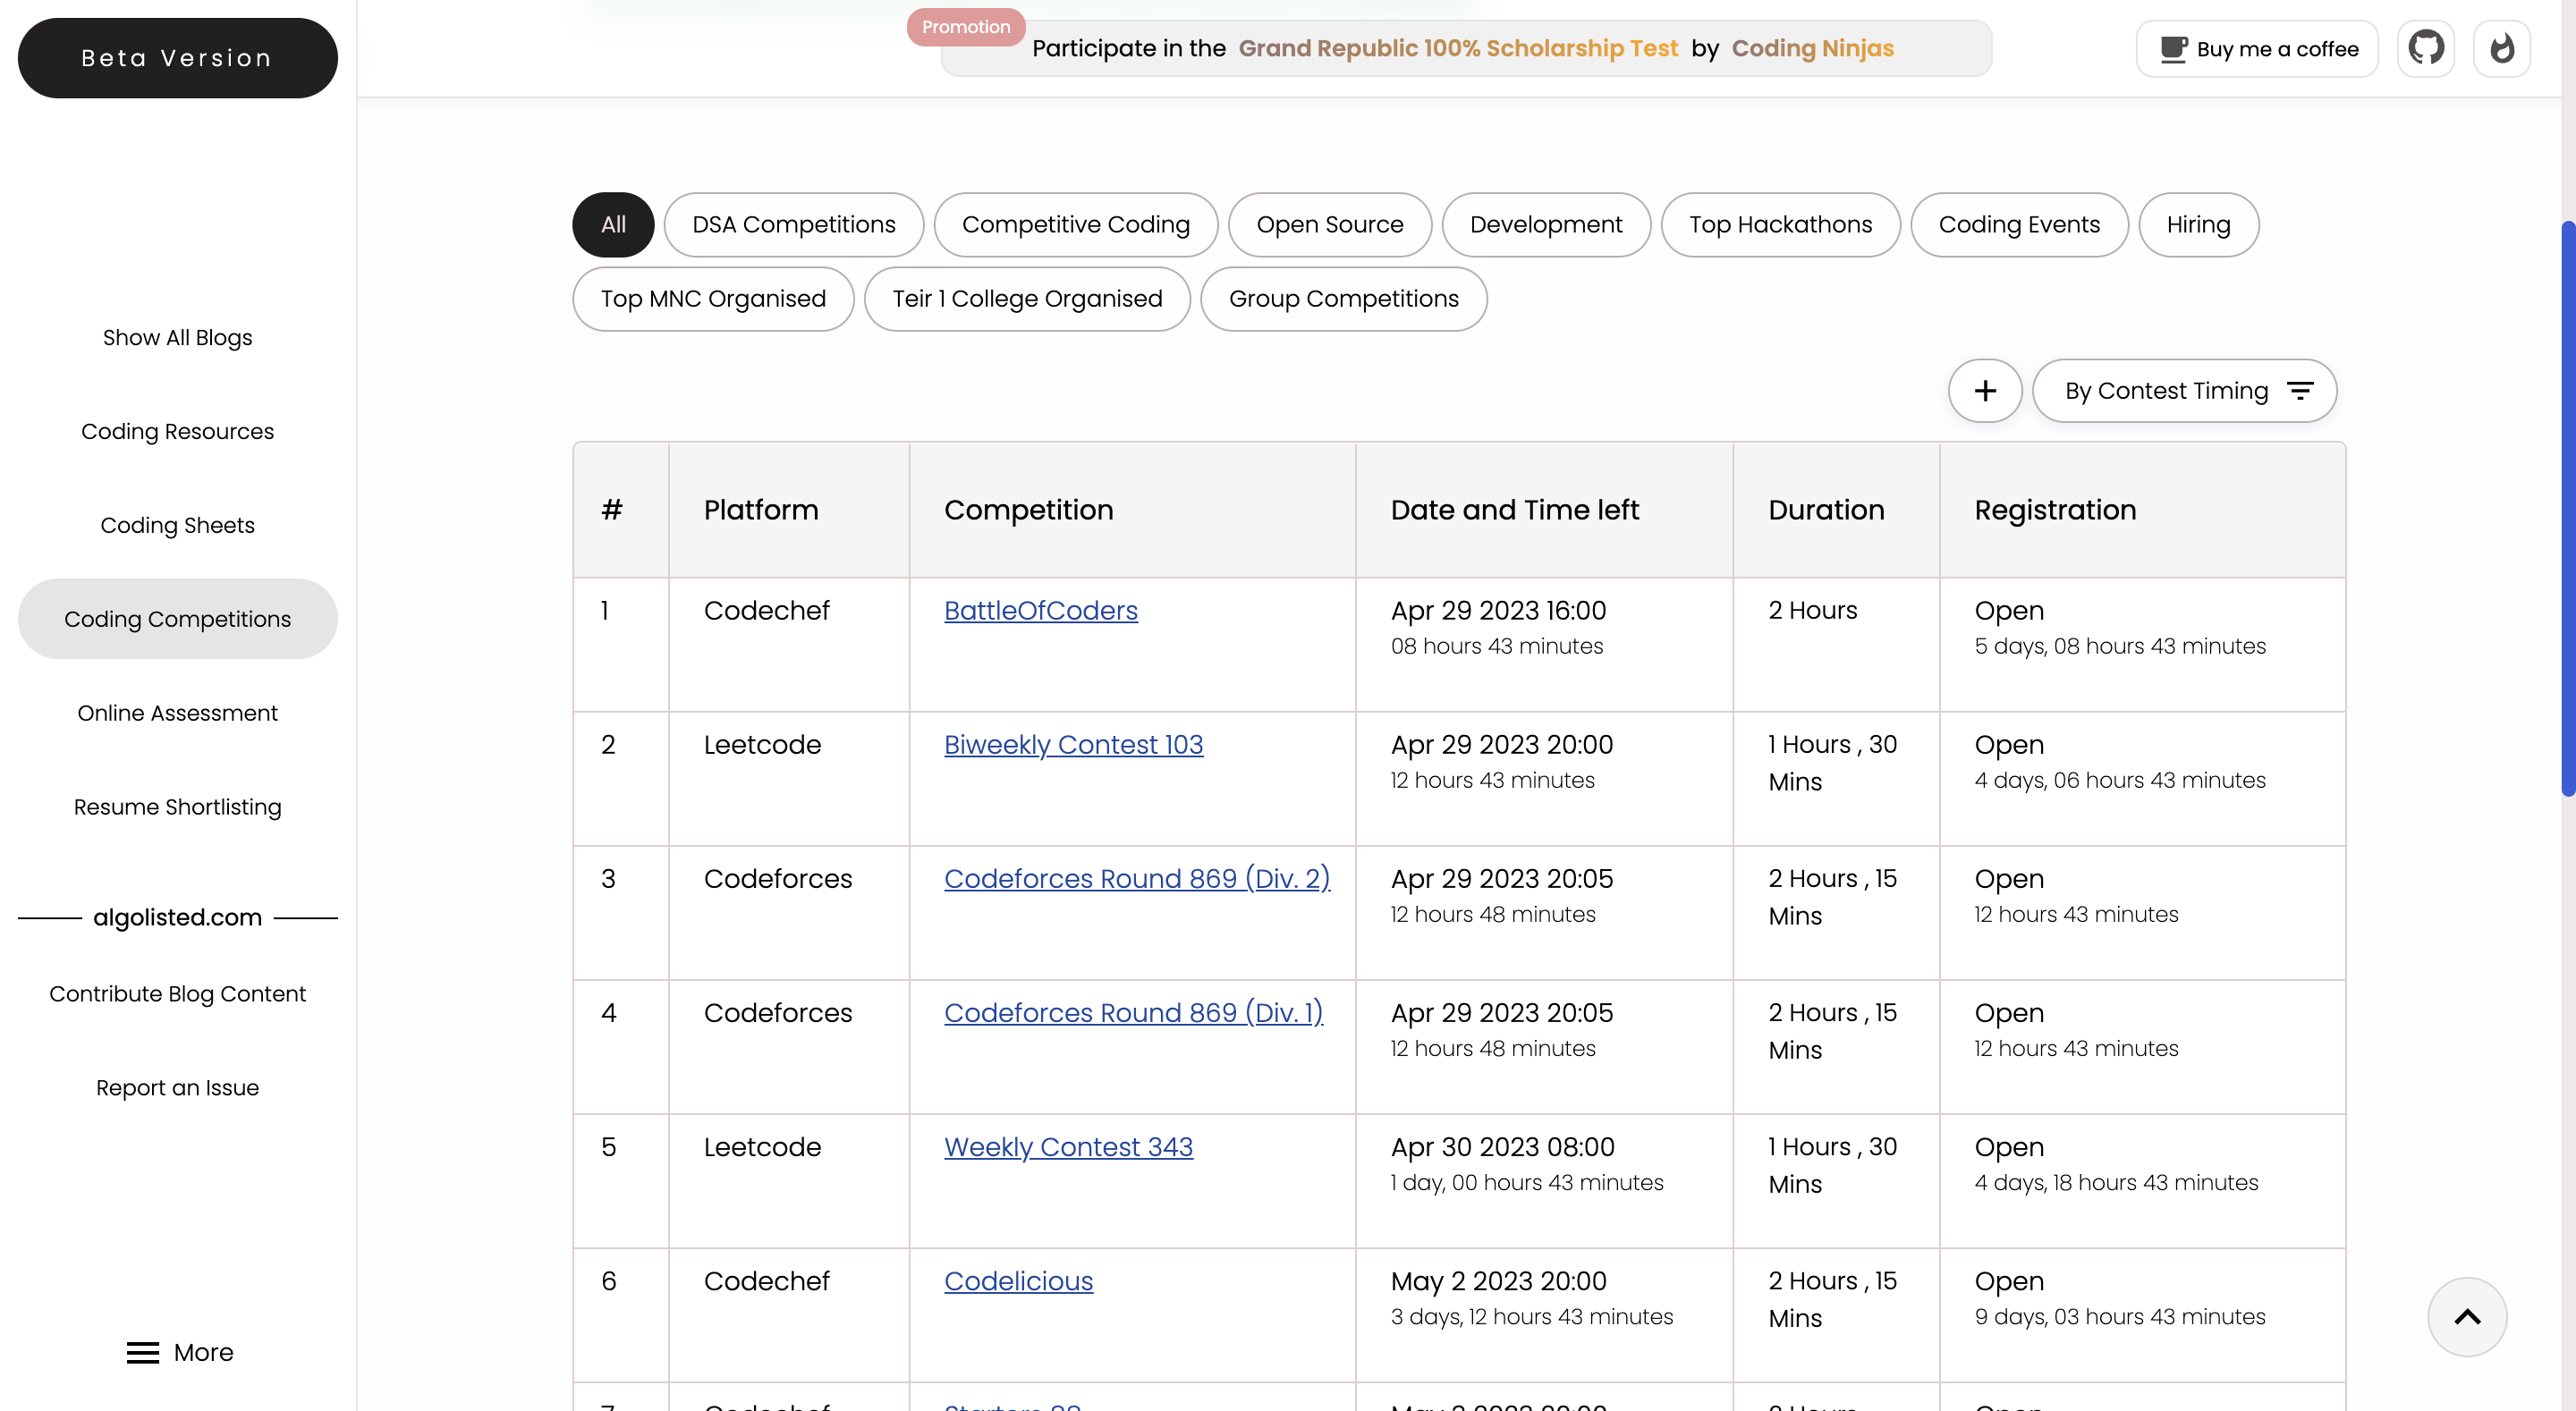 Beta Version
Show All Blogs
Coding Resources
Coding Sheets
Coding Competitions
Online Assessment
Resume Shortlisting
algolisted.com
Contribute Blog Content
Report an Issue
More
Promotion
Participate in the Grand Republic 100% Scholarship Test by Coding Ninjas
Buy me a coffee
All DSA Competitions Competitive Coding Open Source Development Top Hackathons Coding Events Hiring
Top MNC Organised Teir 1 College Organised Group Competitions
+ By Contest Timing
# Platform Competition Date and Time left Duration Registration
1 Codechef BattleOfCoders Apr 29 2023 16:00 2 Hours Open
08 hours 43 minutes 5 days, 08 hours 43 minutes
2 Leetcode Biweekly Contest 103 Apr 29 2023 20:00 1 Hours , 30 Open
12 hours 43 minutes Mins 4 days, 06 hours 43 minutes
3 Codeforces Codeforces Round 869 (Div. 2) Apr 29 2023 20:05 2 Hours , 15 Open
12 hours 48 minutes Mins 12 hours 43 minutes
4 Codeforces Codeforces Round 869 (Div. 1) Apr 29 2023 20:05 2 Hours , 15 Open
12 hours 48 minutes Mins 12 hours 43 minutes
5 Leetcode Weekly Contest 343 Apr 30 2023 08:00 1 Hours , 30 Open
1 day, 00 hours 43 minutes Mins 4 days, 18 hours 43 minutes
6 Codechef Codelicious May 2 2023 20:00 2 Hours , 15 Open
3 days, 12 hours 43 minutes Mins 9 days, 03 hours 43 minutes